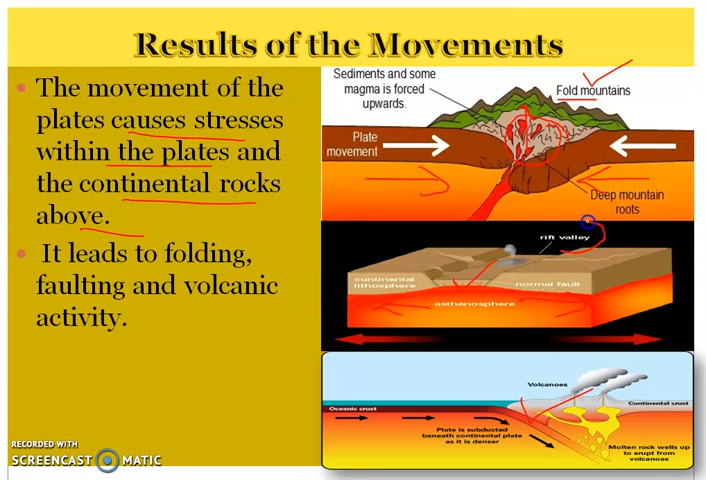 Results of the Movements
The movement of the
plates causes stresses
within the plates and
the continental rocks
above.
It leads to folding,
faulting and volcanic
activity.
Sediments and some
magma is forced
upwards.
Fold mountains
Plate
movement
Deep mountain
roots
rift valley
continental
lithosphere
normal fault
asthenosphere
Volcanoes
Oceanic crust
Continental crust
Plate is subducted
beneath continental plate
as it is denser
Molten rock wells up
to erupt from
volcanoes
RECORDED WITH
SCREENCAST MATIC